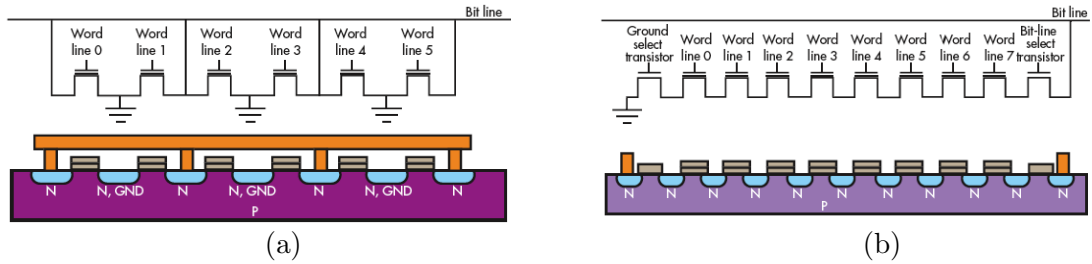 Bit line
Word line 0
Word line 1
Word line 2
Word line 3
Word line 4
Word line 5
N
N, GND
N
N, GND
N
N, GND
N
P
(a)
Bit line
Ground select transistor
Word line 0
Word line 1
Word line 2
Word line 3
Word line 4
Word line 5
Word line 6
Word line 7
Bit-line select transistor
N
N
N
N
N
N
N
N
N
N
N
P
(b)